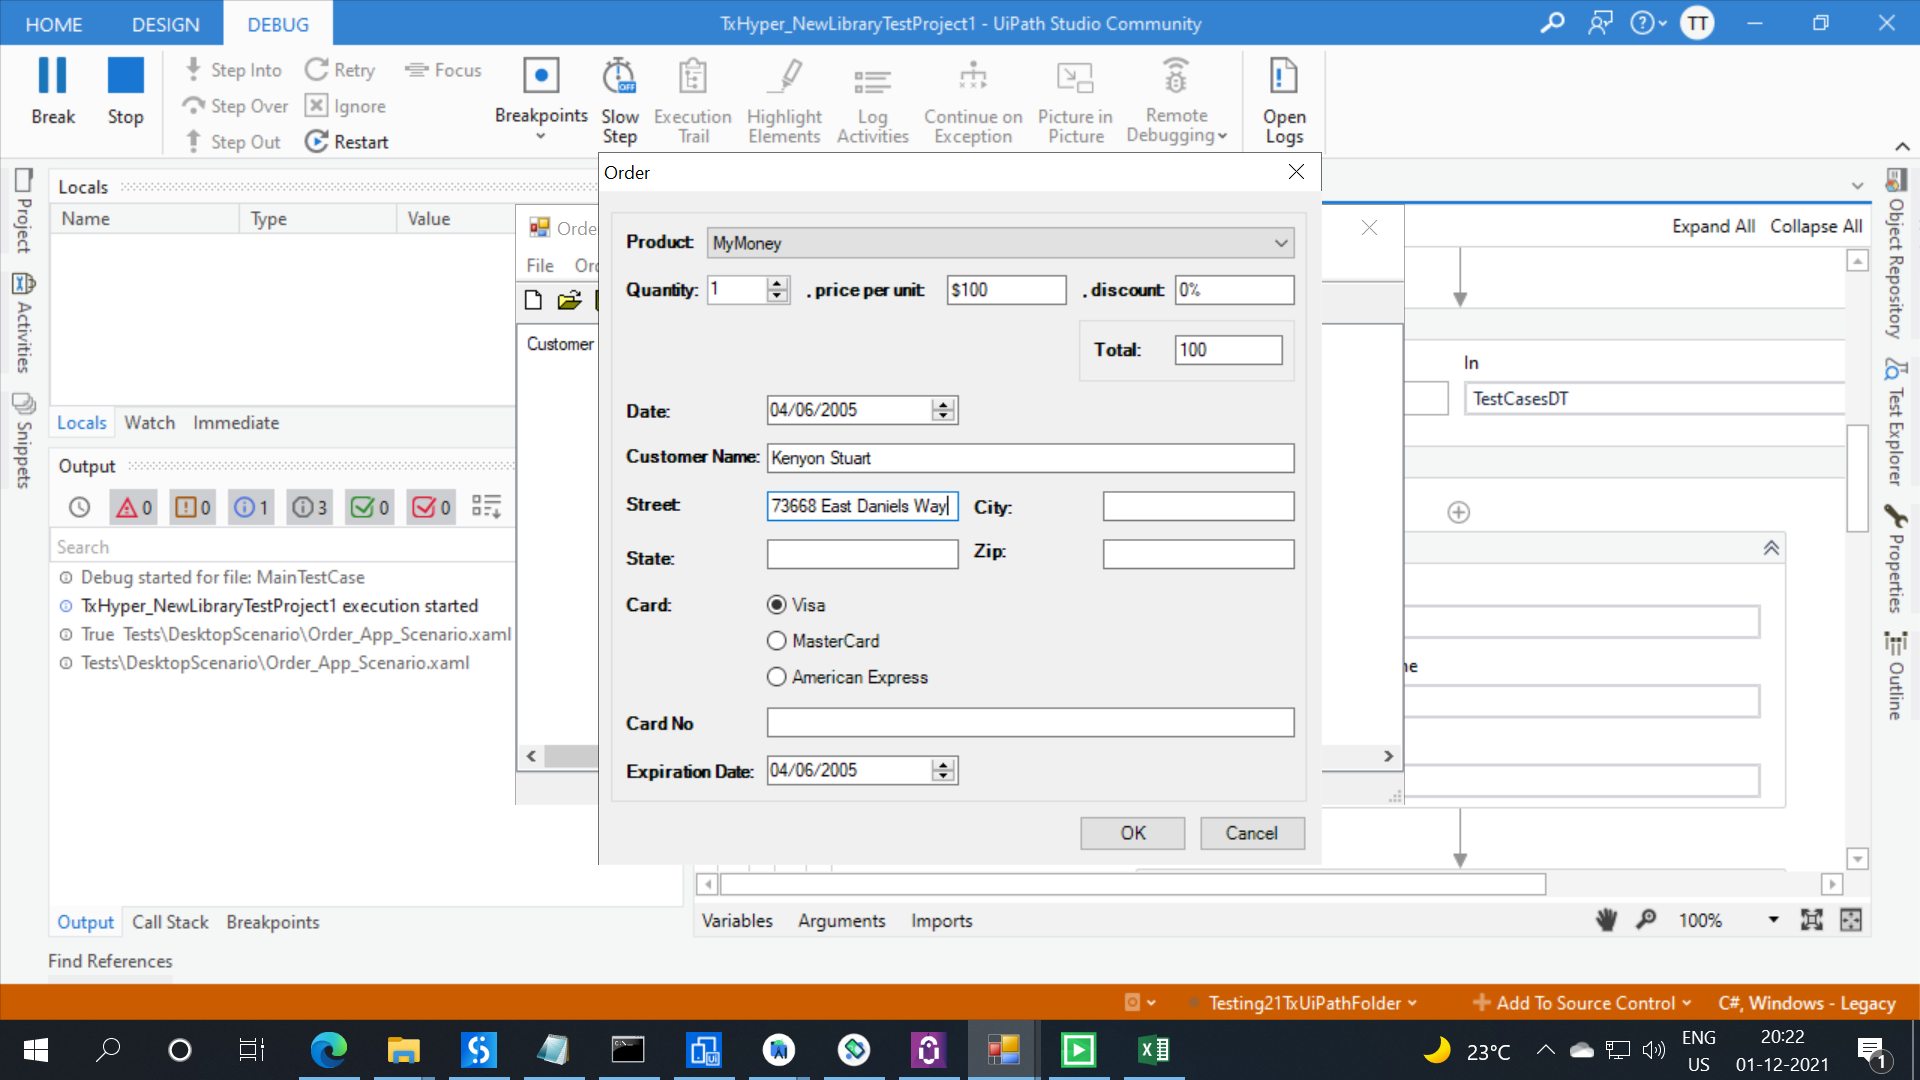 HOME DESIGN DEBUG
TxHyper_NewLibraryTestProject1 - UiPath Studio Community
TT
Break
Stop
Step Into
Step Over
Step Out
Retry
Ignore
Restart
Focus
Breakpoints
OFF
Slow Step
Execution Trail
Highlight Elements
Log Activities
Continue on Exception
Picture in Picture
Remote Debugging
Open Logs
Project
Activities
Snippets
Locals
Name Type Value
Locals Watch Immediate
Output
0 0 1 3 0 0
Search
Debug started for file: MainTestCase
TxHyper_NewLibraryTestProject1 execution started
True Tests\DesktopScenario\Order_App_Scenario.xaml
Tests\DesktopScenario\Order_App_Scenario.xaml
Output Call Stack Breakpoints
Find References
Orde
File Or
Customer
Order
Product: MyMoney
Quantity: 1 , price per unit: $100 , discount: 0%
Total: 100
Date: 04/06/2005
Customer Name: Kenyon Stuart
Street: 73668 East Daniels Way City:
State: Zip:
Card: Visa
MasterCard
American Express
Card No
Expiration Date: 04/06/2005
OK Cancel
Expand All Collapse All
In
TestCasesDT
Object Repository
Test Explorer
Properties
Outline
Variables Arguments Imports
100%
Testing21TxUiPathFolder
Add To Source Control
C#, Windows - Legacy
Ui
23°C
ENG
US
20:22
01-12-2021
1